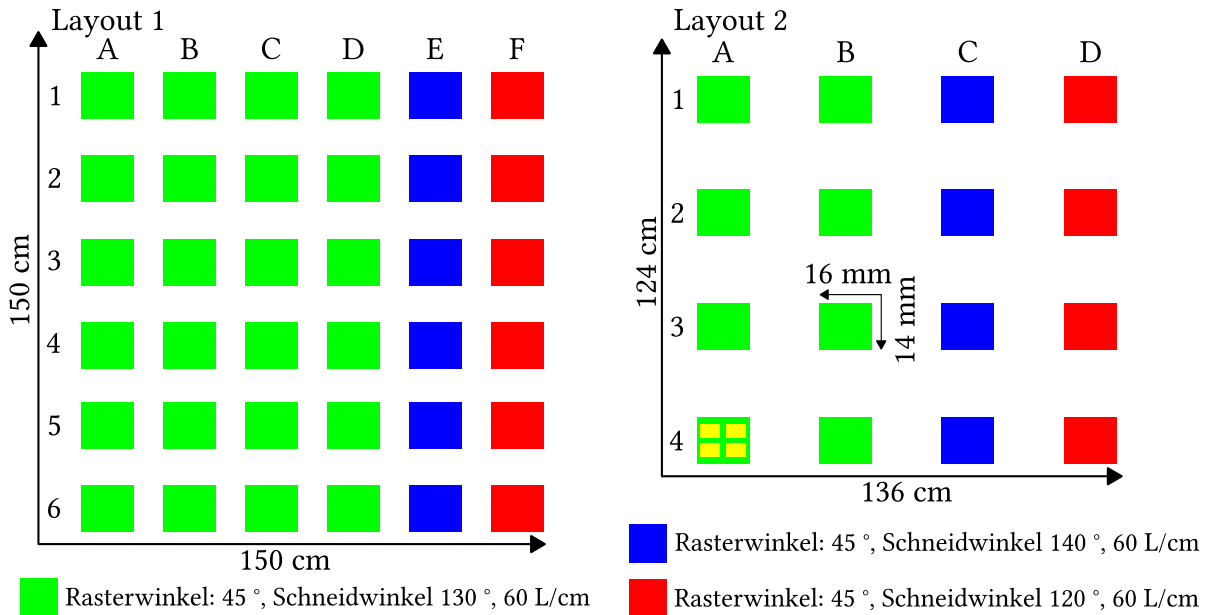 Layout 1
A B C D E F
1
2
3
4
5
6
150 cm
150 cm
Layout 2
A B C D
1
2
3
4
16 mm
14 mm
124 cm
136 cm
Rasterwinkel: 45 °, Schneidwinkel 130 °, 60 L/cm
Rasterwinkel: 45 °, Schneidwinkel 140 °, 60 L/cm
Rasterwinkel: 45 °, Schneidwinkel 120 °, 60 L/cm